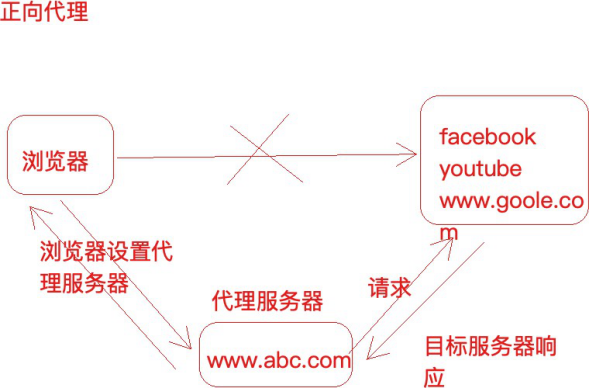 正向代理
浏览器
facebook
youtube
www.goole.co
m
浏览器设置代
理服务器
代理服务器
请求
www.abc.com
目标服务器响
应